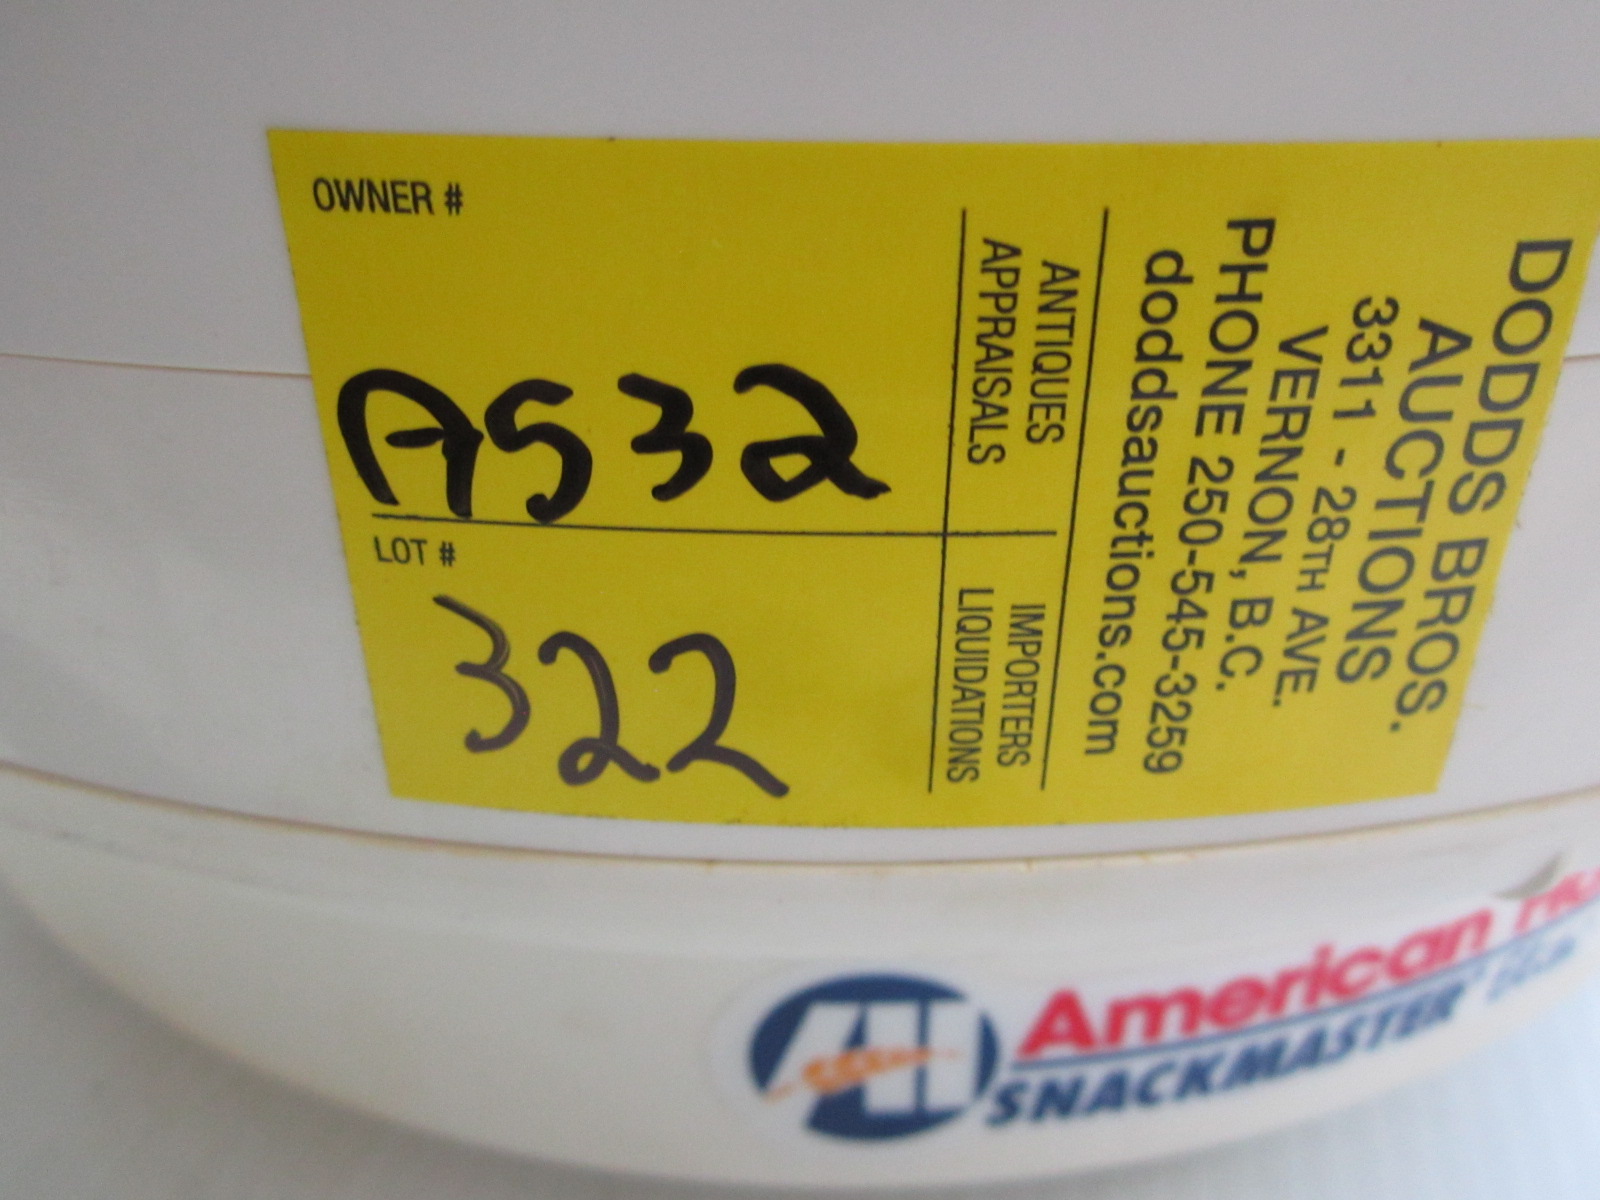 OWNER #
A532
LOT #
322
DODDS BROS.
AUCTIONS
3311 - 28TH AVE.
VERNON, B.C.
PHONE 250-545-3259
doddsauctions.com
ANTIQUES IMPORTERS
APPRAISALS LIQUIDATIONS
American
SNACKMASTER